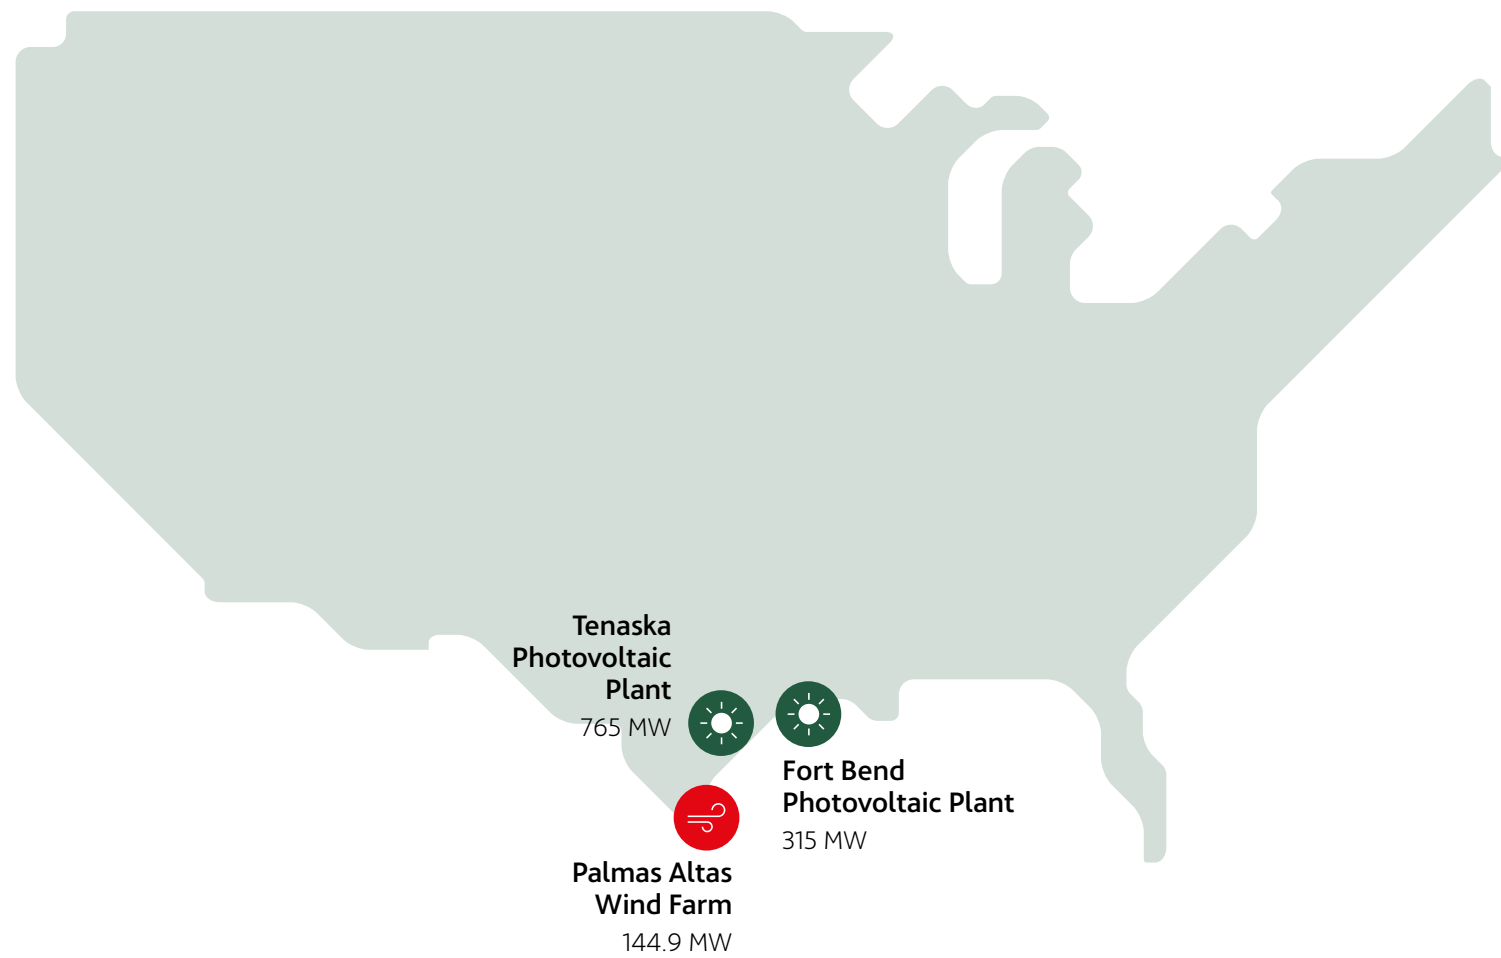 Tenaska
Photovoltaic
Plant
765 MW
Fort Bend
Photovoltaic Plant
315 MW
Palmas Altas
Wind Farm
144.9 MW